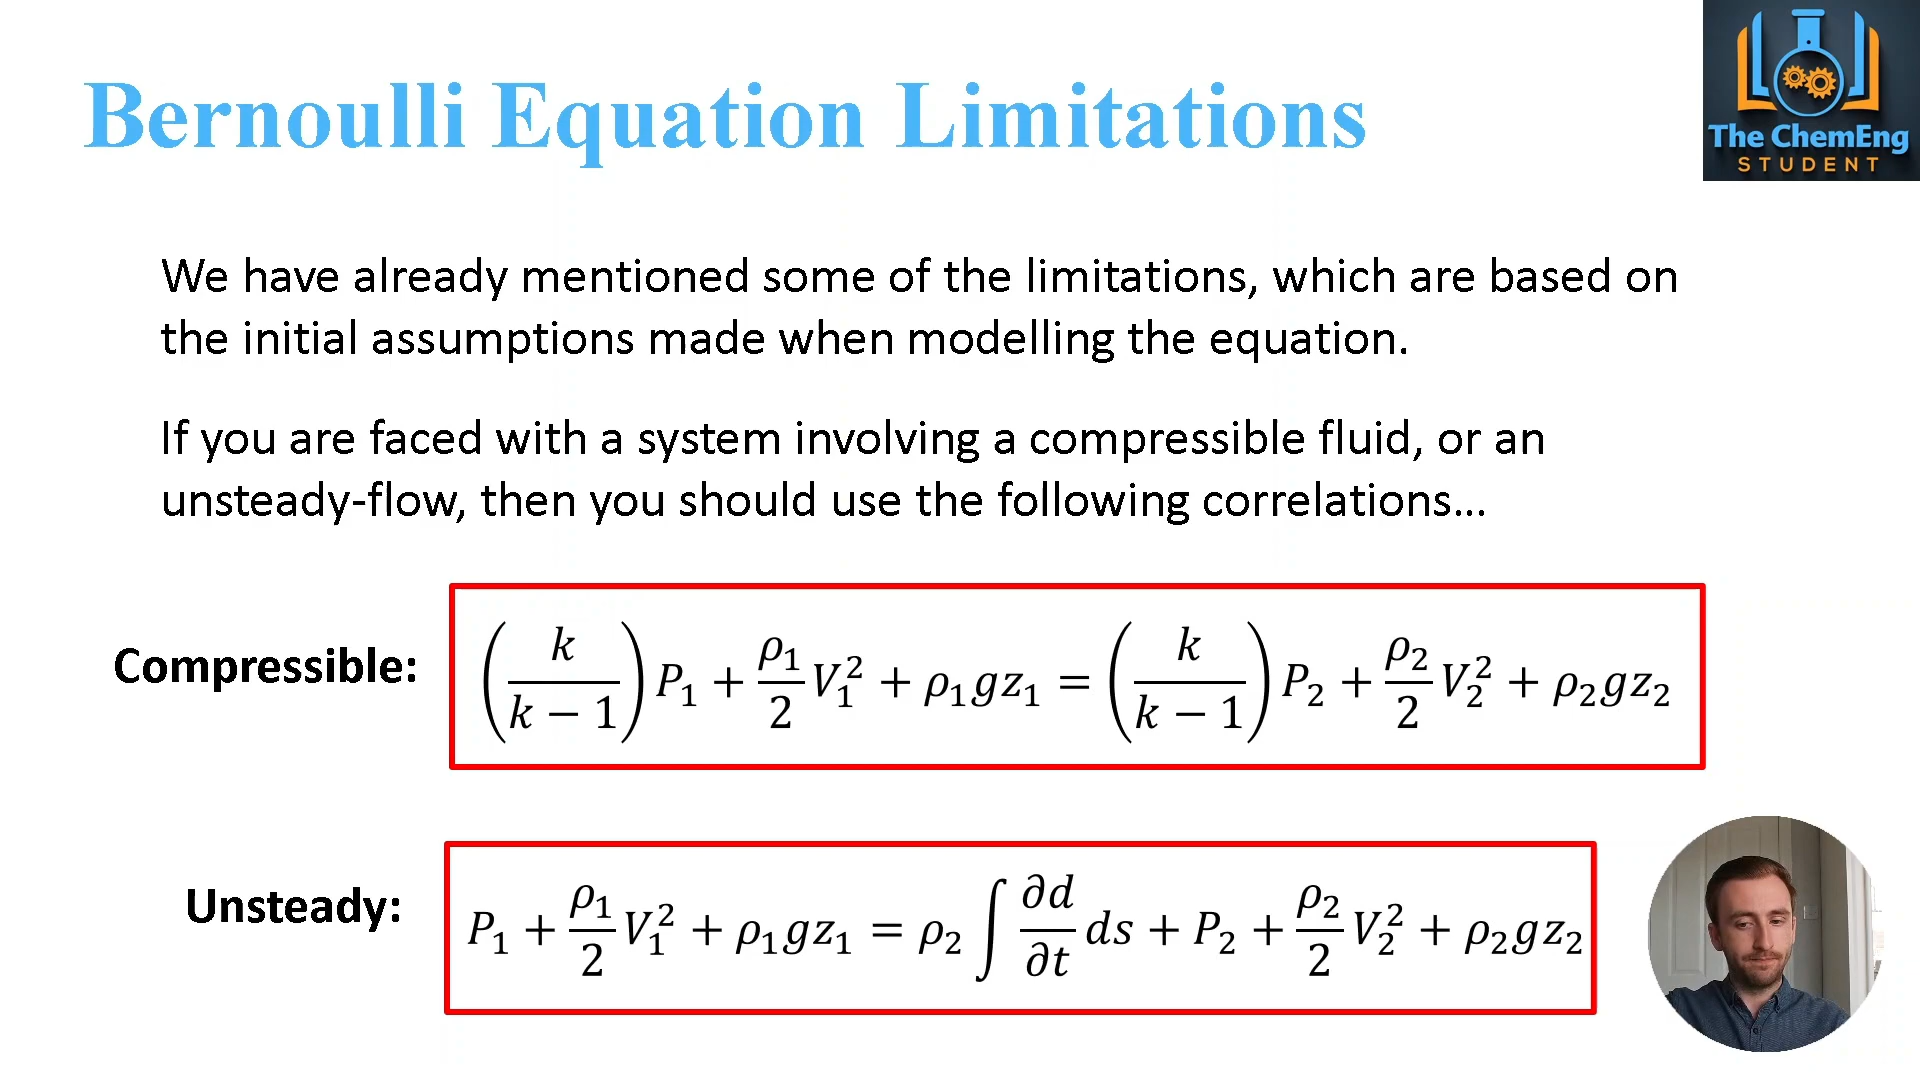 Bernoulli Equation Limitations
The ChemEng
STUDENT
We have already mentioned some of the limitations, which are based on
the initial assumptions made when modelling the equation.
If you are faced with a system involving a compressible fluid, or an
unsteady-flow, then you should use the following correlations...
Compressible: (k/(k − 1)) P₁ + ρ₁/2 V₁² + ρ₁gz₁ = (k/(k − 1)) P₂ + ρ₂/2 V₂² + ρ₂gz₂
Unsteady: P₁ + ρ₁/2 V₁² + ρ₁gz₁ = ρ₂ ∫ ∂d/∂t ds + P₂ + ρ₂/2 V₂² + ρ₂gz₂